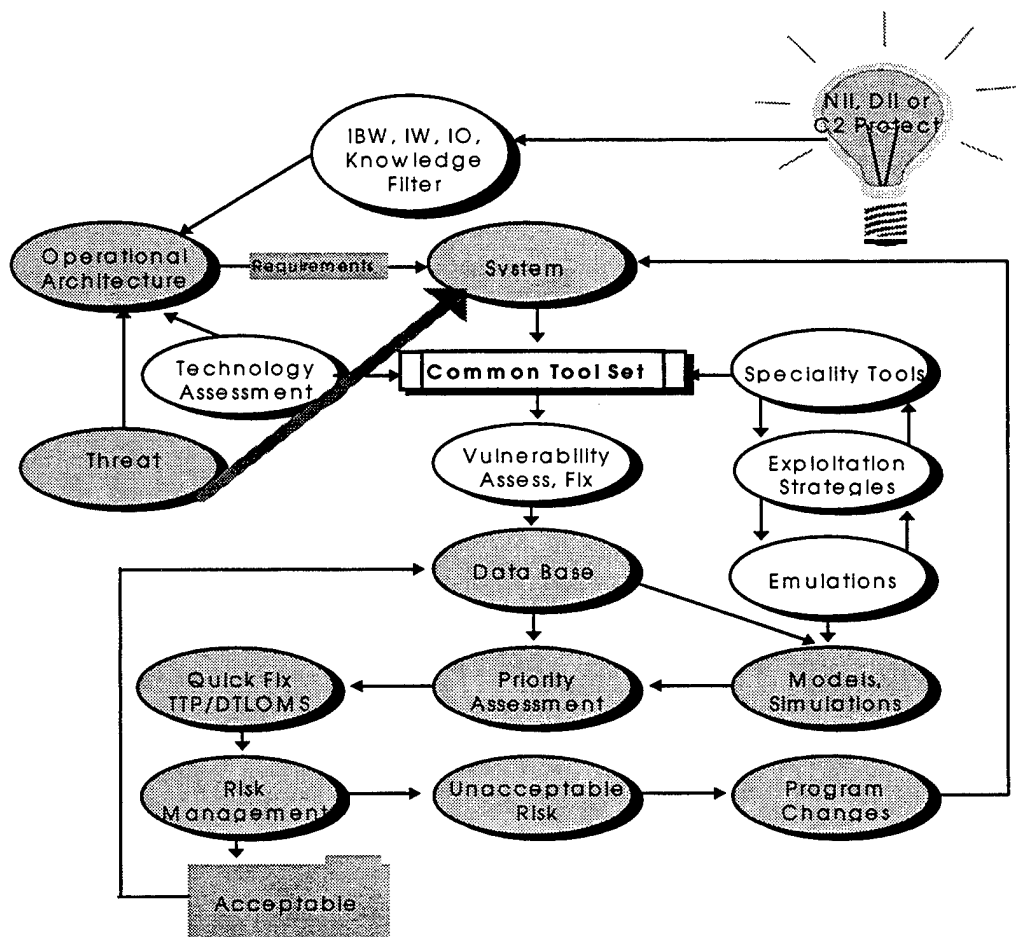 NII, DII or
C2 Protect
IBW, IW, IO,
Knowledge
Filter
Operational
Architecture
Requirements
System
Technology
Assessment
Common Tool Set
Speciality Tools
Threat
Vulnerability
Assess, Fix
Exploitation
Strategies
Data Base
Emulations
Quick Fix
TTP/DTLOMS
Priority
Assessment
Models,
Simulations
Risk
Management
Unacceptable
Risk
Program
Changes
Acceptable